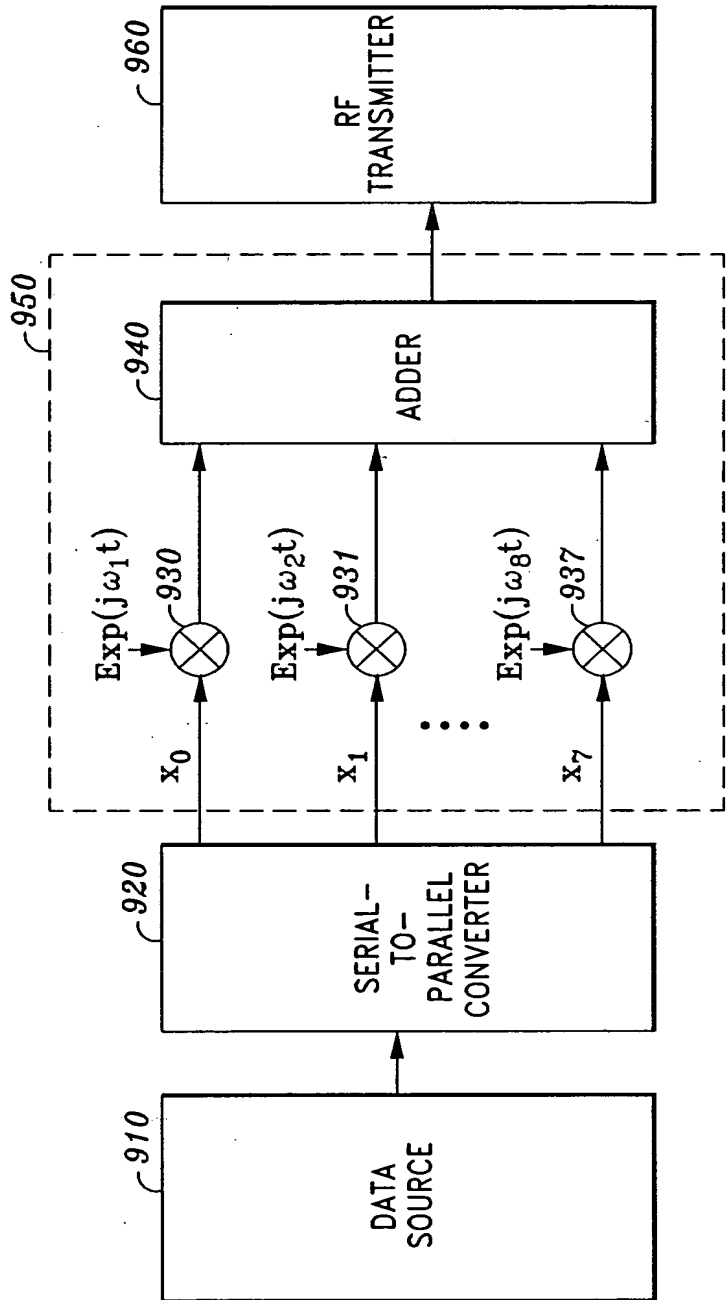 910
DATA
SOURCE
920
SERIAL-
TO-
PARALLEL
CONVERTER
950
x₀
Exp(jω₁t)
930
x₁
Exp(jω₂t)
931
x₇
Exp(jω₈t)
937
940
ADDER
960
RF
TRANSMITTER